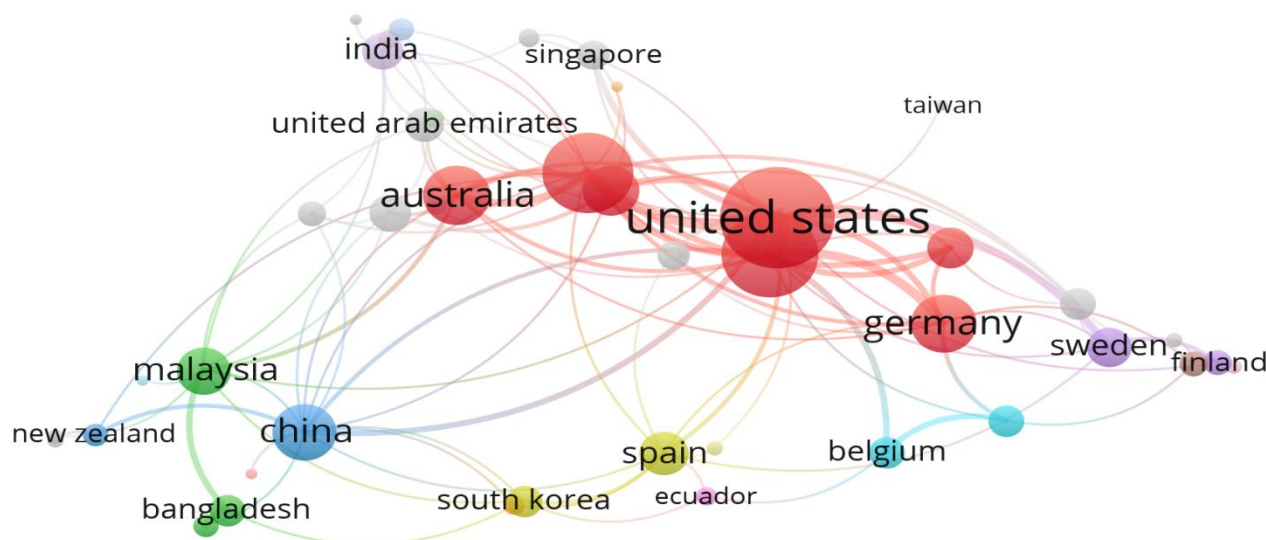 india
singapore
taiwan
united arab emirates
australia
united states
germany
sweden
finland
malaysia
new zealand
china
spain
belgium
bangladesh
south korea
ecuador